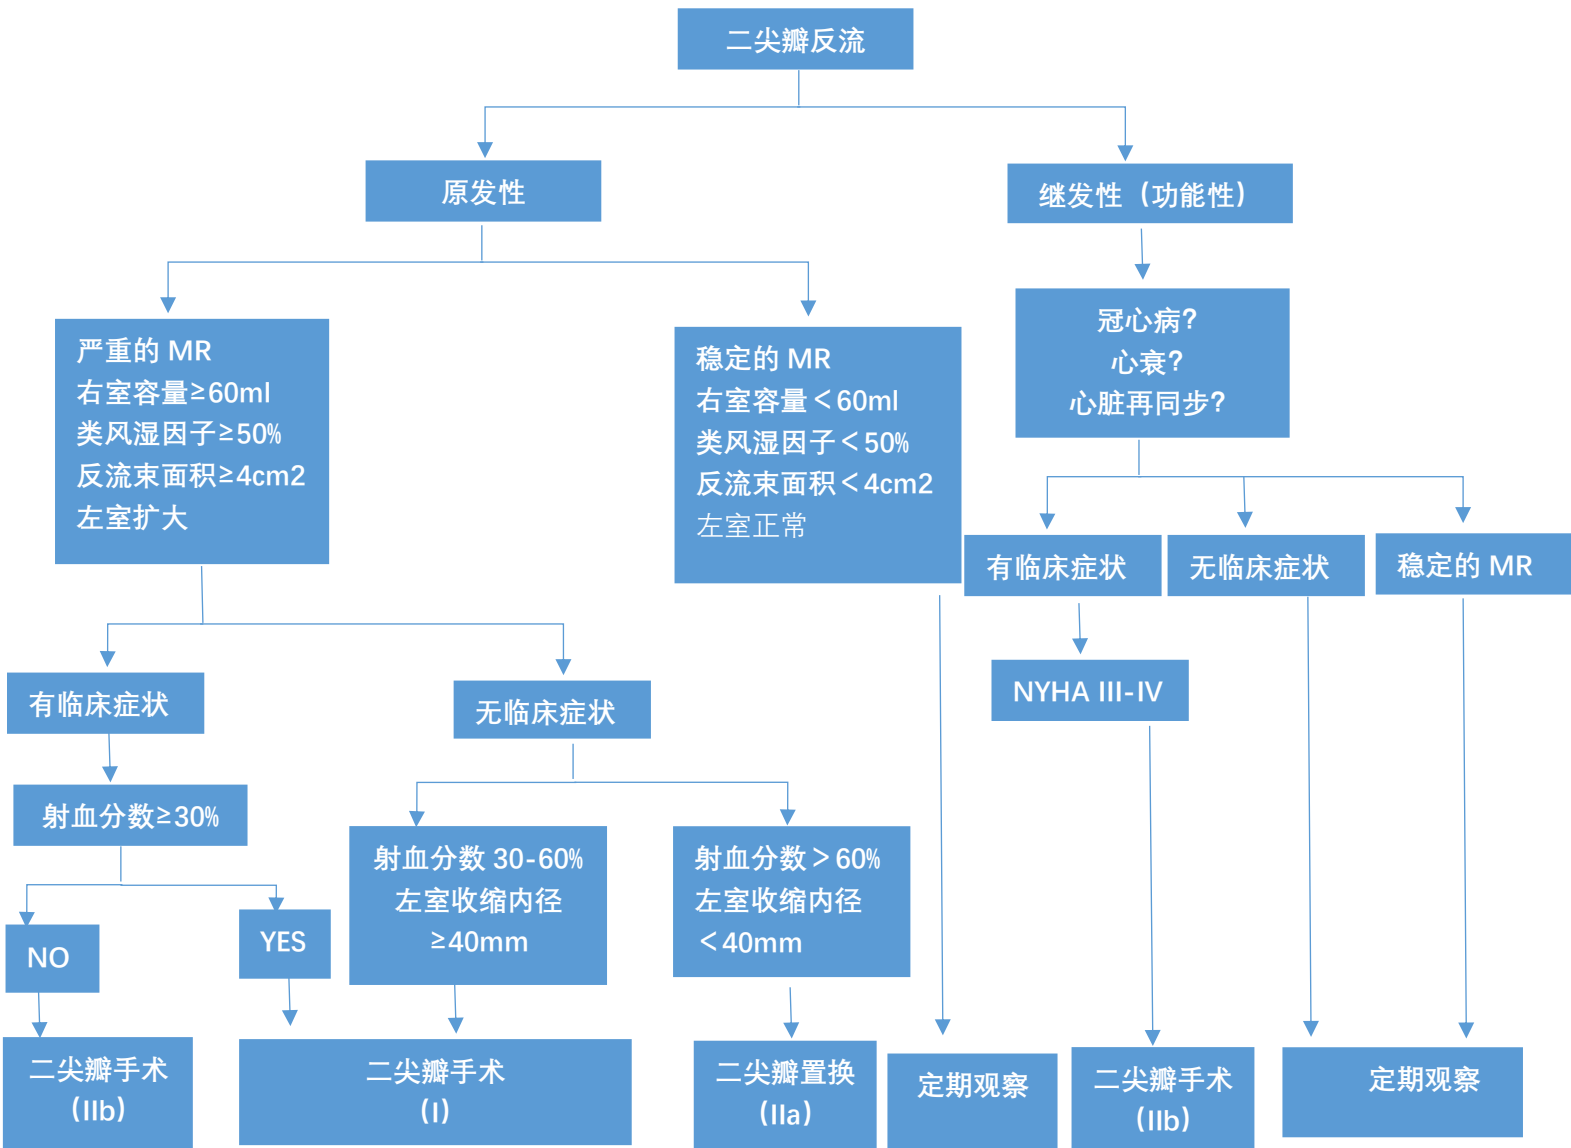 二尖瓣反流
原发性
继发性（功能性）
严重的 MR
右室容量≥60ml
类风湿因子≥50%
反流束面积≥4cm2
左室扩大
稳定的 MR
右室容量＜60ml
类风湿因子＜50%
反流束面积＜4cm2
左室正常
冠心病？
心衰？
心脏再同步？
有临床症状
无临床症状
稳定的 MR
NYHA III-IV
有临床症状
无临床症状
射血分数≥30%
射血分数 30-60%
左室收缩内径
≥40mm
射血分数＞60%
左室收缩内径
＜40mm
NO
YES
二尖瓣手术
（IIb）
二尖瓣手术
（I）
二尖瓣置换
（IIa）
定期观察
二尖瓣手术
（IIb）
定期观察